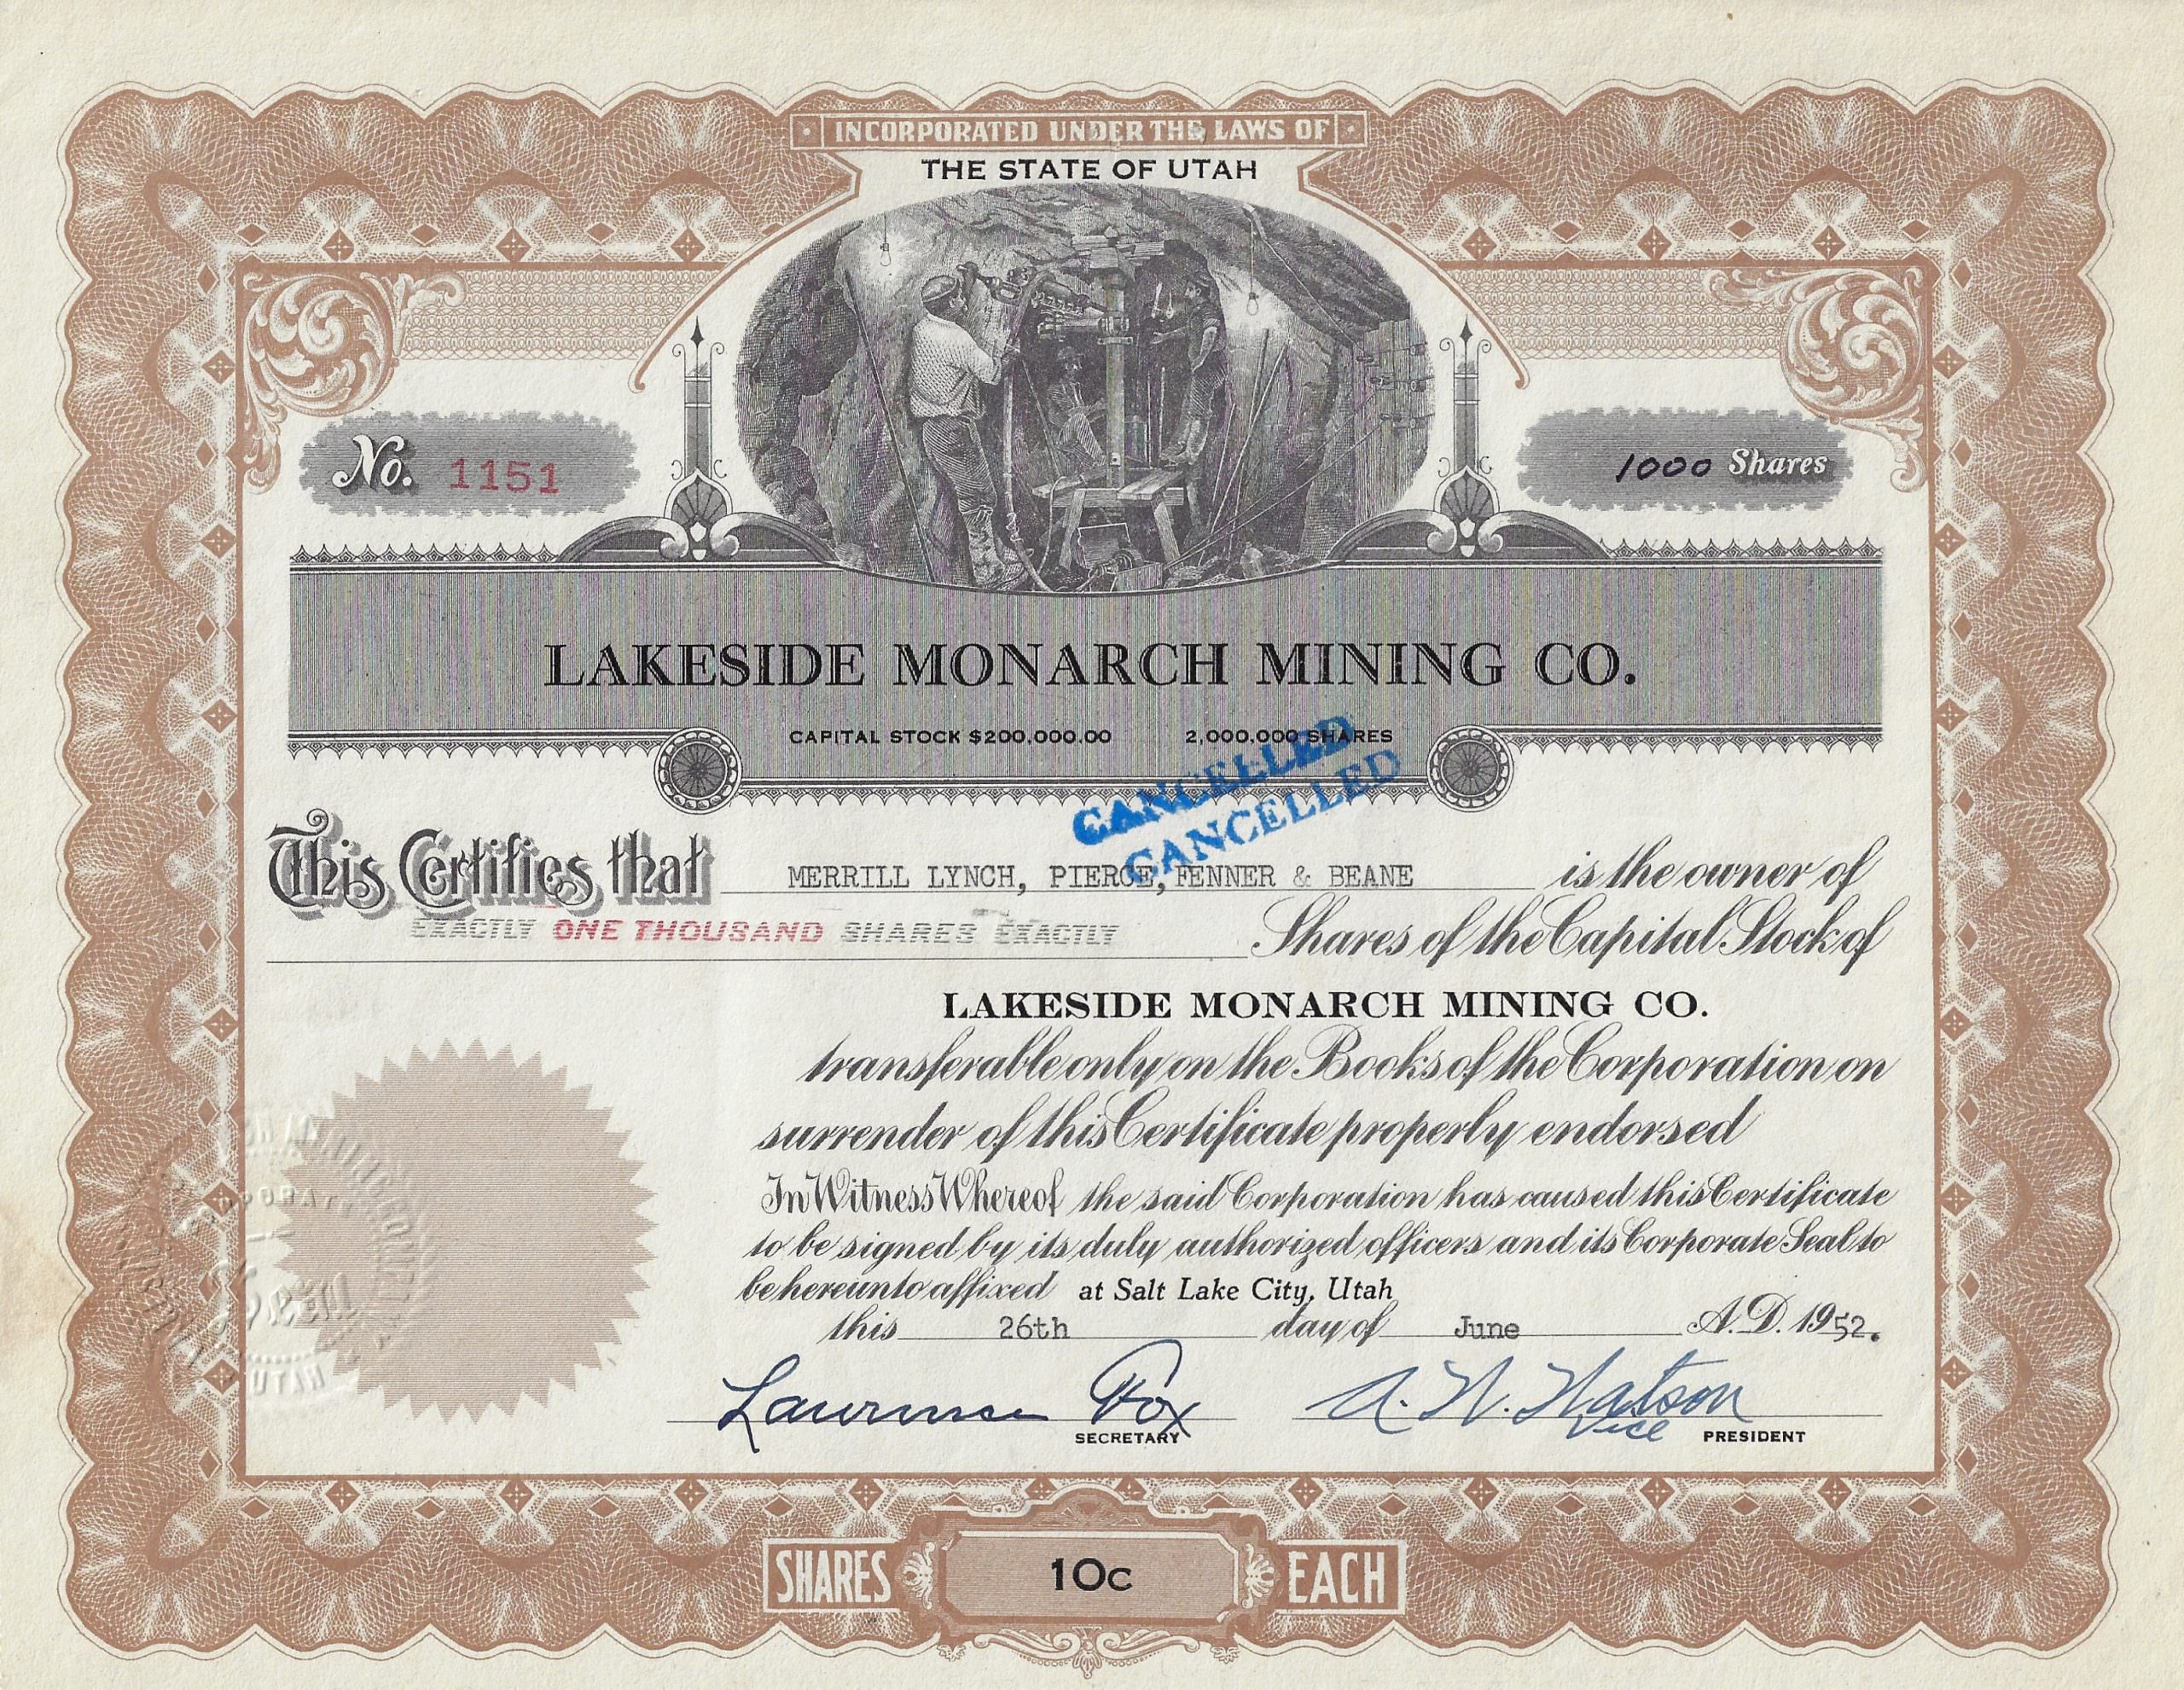 INCORPORATED UNDER THE LAWS OF
THE STATE OF UTAH
No. 1151
1000 Shares
LAKESIDE MONARCH MINING CO.
CAPITAL STOCK $200,000.00 2,000,000 SHARES
CANCELLED
CANCELLED
This Certifies that MERRILL LYNCH, PIERCE, FENNER & BEANE is the owner of
EXACTLY ONE THOUSAND SHARES EXACTLY Shares of the Capital Stock of
LAKESIDE MONARCH MINING CO.
transferable only on the Books of the Corporation on
surrender of this Certificate properly endorsed
In Witness Whereof the said Corporation has caused this Certificate
to be signed by its duly authorized officers and its Corporate Seal to
be hereunto affixed at Salt Lake City, Utah
this 26th day of June A.D. 1952.
Lawrence Fox A. N. Watson
SECRETARY Vice PRESIDENT
UTAH
SHARES 10c EACH